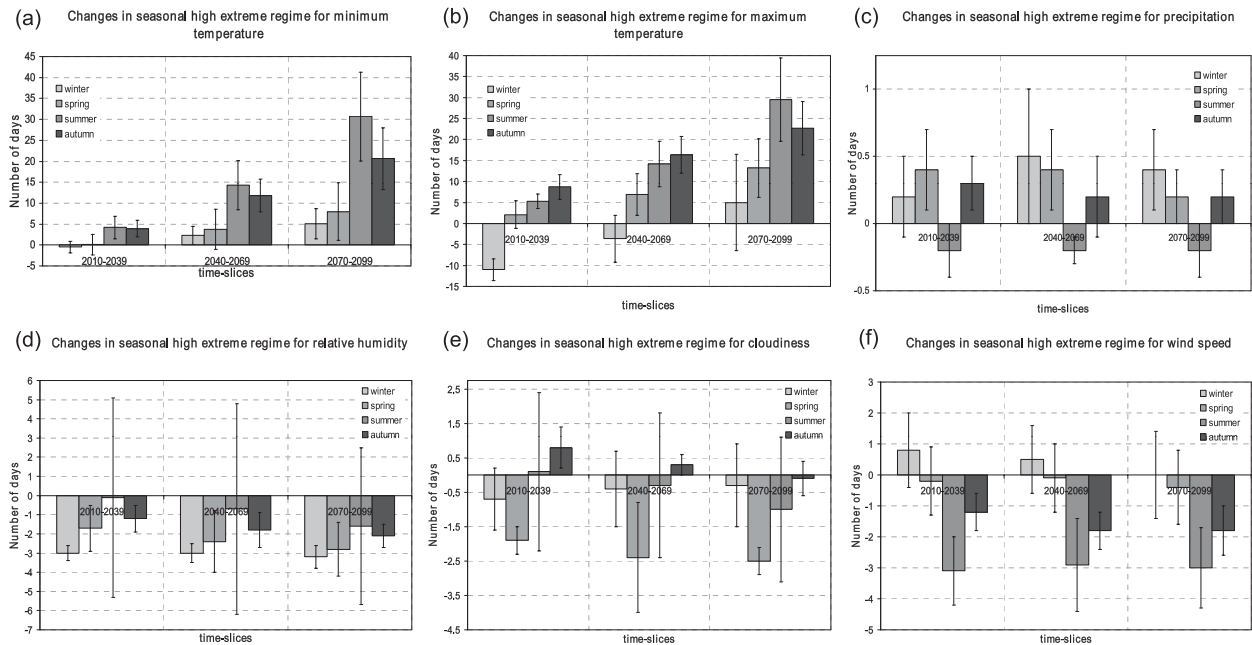 (a) Changes in seasonal high extreme regime for minimum
temperature
45
40
35
30
25
20
15
10
5
0
-5
Number of days
winter
spring
summer
autumn
2010-2039 2040-2069 2070-2099
time-slices
(b) Changes in seasonal high extreme regime for maximum
temperature
40
35
30
25
20
15
10
5
0
-5
-10
-15
Number of days
winter
spring
summer
autumn
2010-2039 2040-2069 2070-2099
time-slices
(c) Changes in seasonal high extreme regime for precipitation
1
0.5
0
-0.5
Number of days
winter
spring
summer
autumn
2010-2039 2040-2069 2070-2099
time-slices
(d) Changes in seasonal high extreme regime for relative humidity
6
5
4
3
2
1
0
-1
-2
-3
-4
-5
-6
-7
Number of days
winter
spring
summer
autumn
2010-2039 2040-2069 2070-2099
time-slices
(e) Changes in seasonal high extreme regime for cloudiness
2.5
1.5
0.5
-0.5
-1.5
-2.5
-3.5
-4.5
Number of days
winter
spring
summer
autumn
2010-2039 2040-2069 2070-2099
time-slices
(f) Changes in seasonal high extreme regime for wind speed
3
2
1
0
-1
-2
-3
-4
-5
Number of days
winter
spring
summer
autumn
2010-2039 2040-2069 2070-2099
time-slices